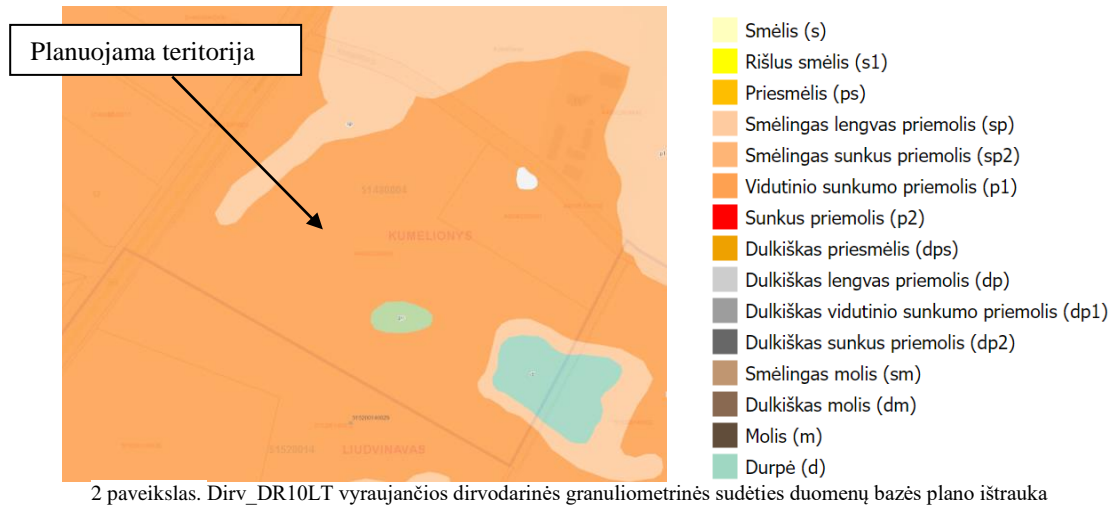 Planuojama teritorija
KUMELIONYS
LIUDVINAVAS
Smėlis (s)
Rišlus smėlis (s1)
Priesmėlis (ps)
Smėlingas lengvas priemolis (sp)
Smėlingas sunkus priemolis (sp2)
Vidutinio sunkumo priemolis (p1)
Sunkus priemolis (p2)
Dulkiškas priesmėlis (dps)
Dulkiškas lengvas priemolis (dp)
Dulkiškas vidutinio sunkumo priemolis (dp1)
Dulkiškas sunkus priemolis (dp2)
Smėlingas molis (sm)
Dulkiškas molis (dm)
Molis (m)
Durpė (d)
2 paveikslas. Dirv_DR10LT vyraujančios dirvodarinės granuliometrinės sudėties duomenų bazės plano ištrauka